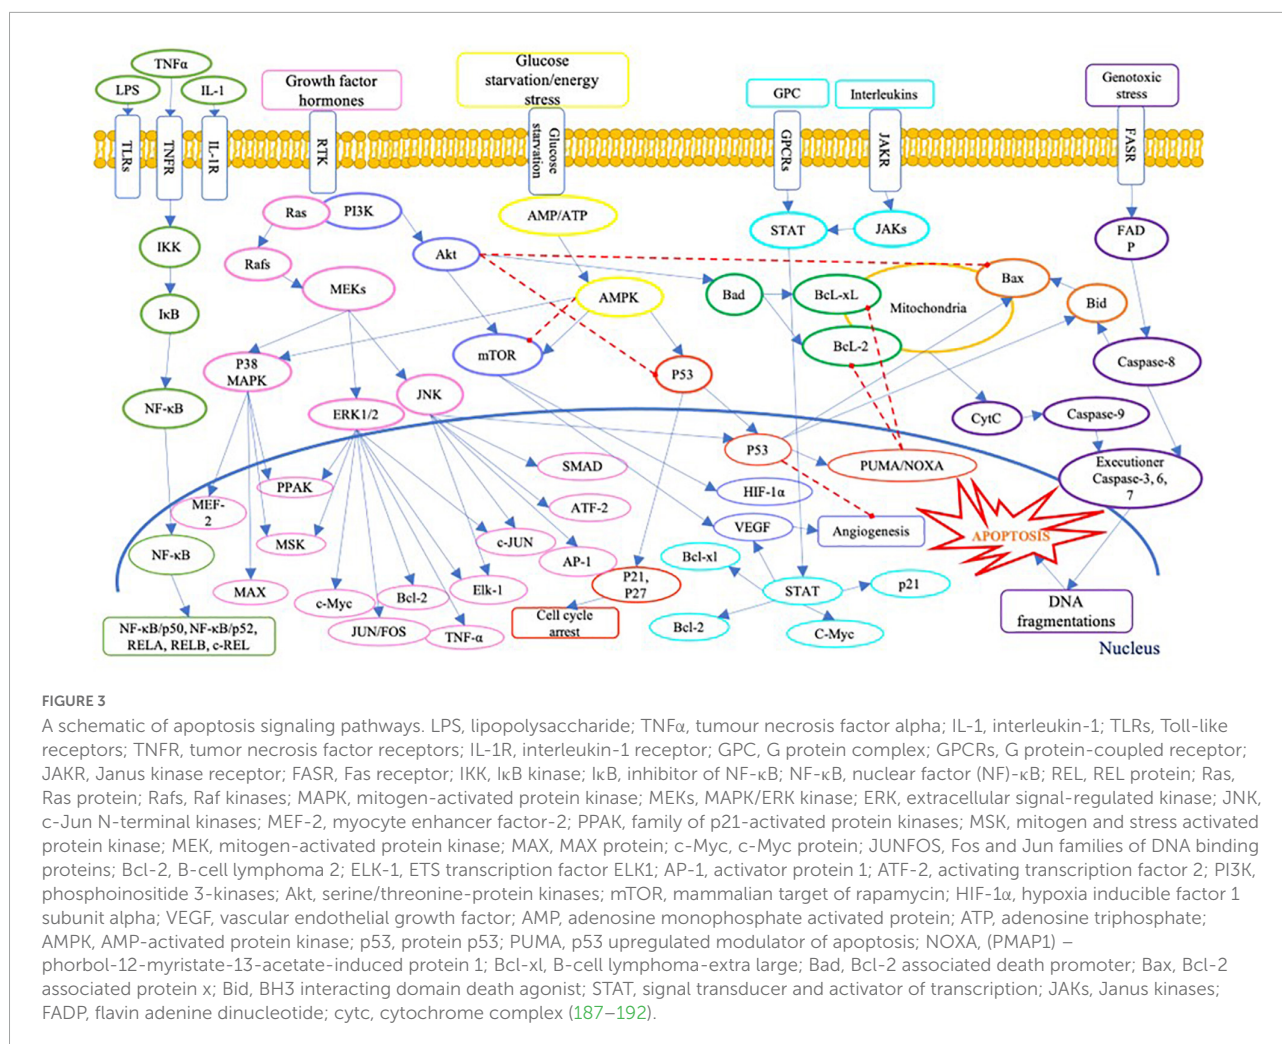 TNFα
LPS
IL-1
Growth factor
hormones
Glucose
starvation/energy
stress
GPC
Interleukins
Genotoxic
stress
TLRs
TNFR
IL-1R
RTK
Glucose
starvation
GPCRs
JAKR
FASR
Ras
PI3K
AMP/ATP
STAT
JAKs
FAD
P
IKK
Rafs
Akt
MEKs
AMPK
Bad
BcL-xL
Mitochondria
Bax
Bid
IκB
BcL-2
mTOR
P38
MAPK
P53
Caspase-8
NF-κB
ERK1/2
JNK
CytC
Caspase-9
P53
SMAD
PUMA/NOXA
Executioner
Caspase-3, 6,
7
PPAK
HIF-1α
MEF-
2
ATF-2
VEGF
Angiogenesis
APOPTOSIS
NF-κB
MSK
c-JUN
AP-1
Bcl-xl
MAX
c-Myc
Bcl-2
Elk-1
P21,
P27
STAT
p21
JUN/FOS
TNF-α
Cell cycle
arrest
Bcl-2
C-Myc
DNA
fragmentations
NF-κB/p50, NF-κB/p52,
RELA, RELB, c-REL
Nucleus
FIGURE 3
A schematic of apoptosis signaling pathways. LPS, lipopolysaccharide; TNFα, tumour necrosis factor alpha; IL-1, interleukin-1; TLRs, Toll-like
receptors; TNFR, tumor necrosis factor receptors; IL-1R, interleukin-1 receptor; GPC, G protein complex; GPCRs, G protein-coupled receptor;
JAKR, Janus kinase receptor; FASR, Fas receptor; IKK, IκB kinase; IκB, inhibitor of NF-κB; NF-κB, nuclear factor (NF)-κB; REL, REL protein; Ras,
Ras protein; Rafs, Raf kinases; MAPK, mitogen-activated protein kinase; MEKs, MAPK/ERK kinase; ERK, extracellular signal-regulated kinase; JNK,
c-Jun N-terminal kinases; MEF-2, myocyte enhancer factor-2; PPAK, family of p21-activated protein kinases; MSK, mitogen and stress activated
protein kinase; MEK, mitogen-activated protein kinase; MAX, MAX protein; c-Myc, c-Myc protein; JUNFOS, Fos and Jun families of DNA binding
proteins; Bcl-2, B-cell lymphoma 2; ELK-1, ETS transcription factor ELK1; AP-1, activator protein 1; ATF-2, activating transcription factor 2; PI3K,
phosphoinositide 3-kinases; Akt, serine/threonine-protein kinases; mTOR, mammalian target of rapamycin; HIF-1α, hypoxia inducible factor 1
subunit alpha; VEGF, vascular endothelial growth factor; AMP, adenosine monophosphate activated protein; ATP, adenosine triphosphate;
AMPK, AMP-activated protein kinase; p53, protein p53; PUMA, p53 upregulated modulator of apoptosis; NOXA, (PMAP1) –
phorbol-12-myristate-13-acetate-induced protein 1; Bcl-xl, B-cell lymphoma-extra large; Bad, Bcl-2 associated death promoter; Bax, Bcl-2
associated protein x; Bid, BH3 interacting domain death agonist; STAT, signal transducer and activator of transcription; JAKs, Janus kinases;
FADP, flavin adenine dinucleotide; cytc, cytochrome complex (187–192).